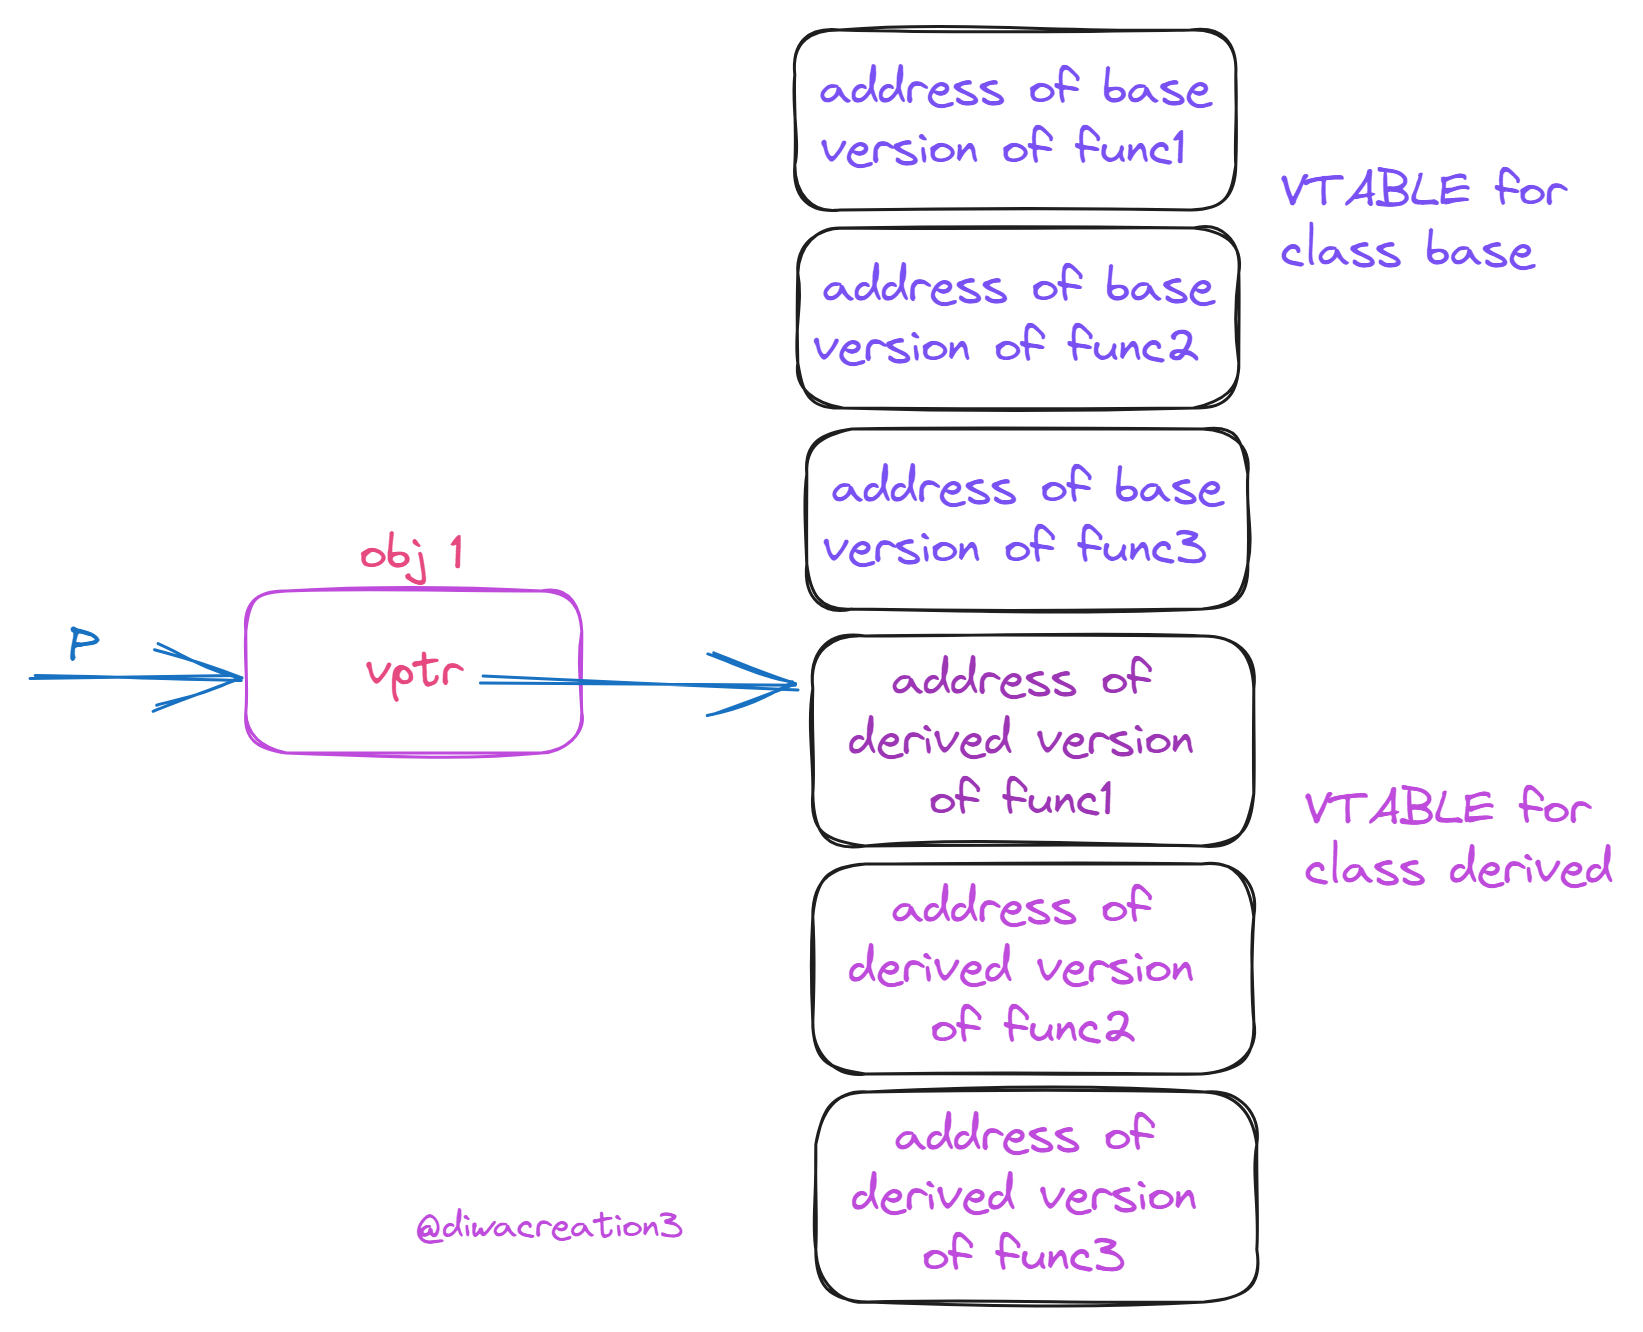 address of base
version of func1
VTABLE for
class base
address of base
version of func2
address of base
version of func3
obj 1
P
vptr
address of
derived version
of func1
VTABLE for
class derived
address of
derived version
of func2
address of
derived version
of func3
@diwacreation3